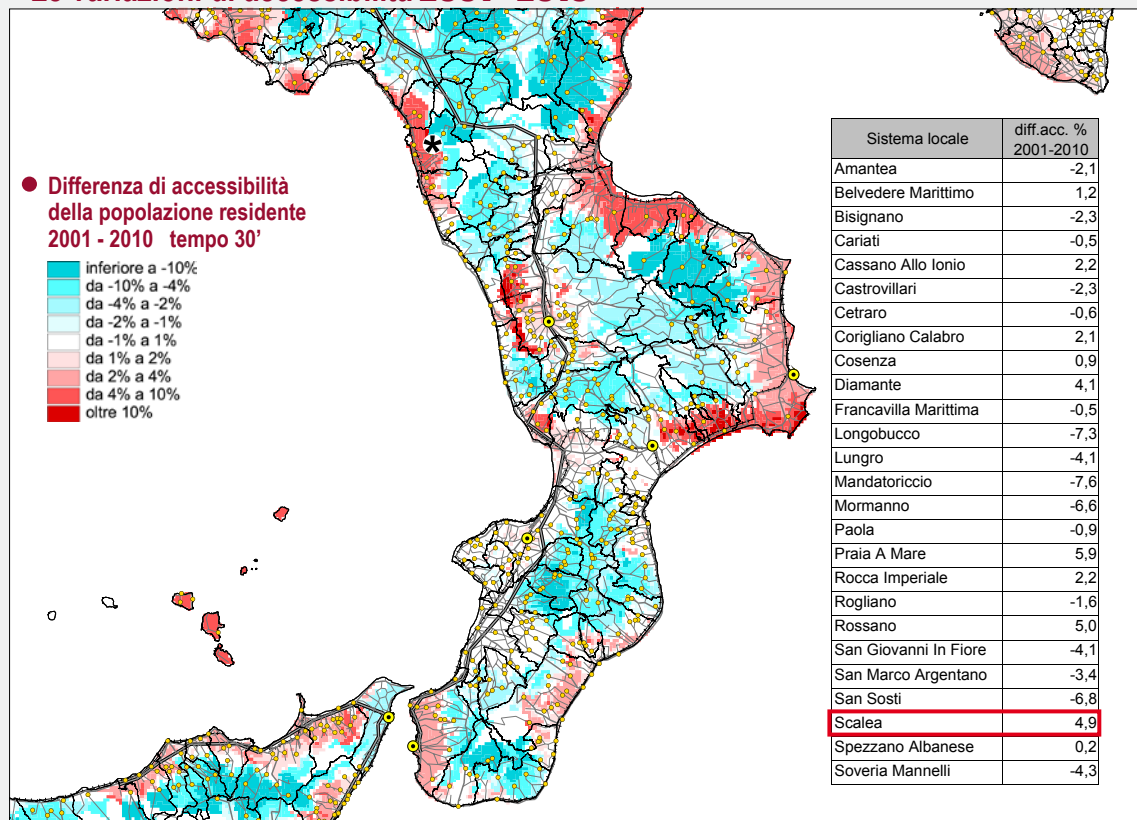 Differenza di accessibilità
della popolazione residente
2001 - 2010 tempo 30'
inferiore a -10%
da -10% a -4%
da -4% a -2%
da -2% a -1%
da -1% a 1%
da 1% a 2%
da 2% a 4%
da 4% a 10%
oltre 10%
*
Sistema locale diff.acc. % 2001-2010
Amantea -2,1
Belvedere Marittimo 1,2
Bisignano -2,3
Cariati -0,5
Cassano Allo Ionio 2,2
Castrovillari -2,3
Cetraro -0,6
Corigliano Calabro 2,1
Cosenza 0,9
Diamante 4,1
Francavilla Marittima -0,5
Longobucco -7,3
Lungro -4,1
Mandatoriccio -7,6
Mormanno -6,6
Paola -0,9
Praia A Mare 5,9
Rocca Imperiale 2,2
Rogliano -1,6
Rossano 5,0
San Giovanni In Fiore -4,1
San Marco Argentano -3,4
San Sosti -6,8
Scalea 4,9
Spezzano Albanese 0,2
Soveria Mannelli -4,3